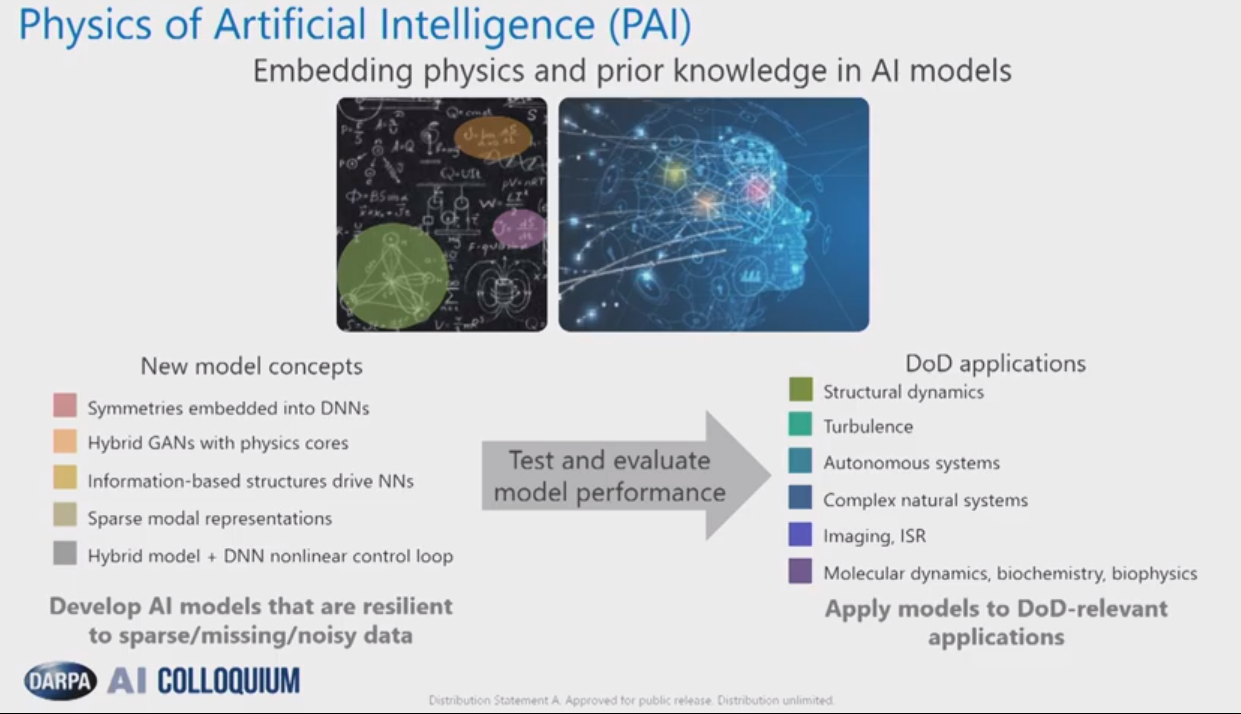 Physics of Artificial Intelligence (PAI)
Embedding physics and prior knowledge in AI models
Q=const
Q=UIt
pV=nRT
New model concepts
Symmetries embedded into DNNs
Hybrid GANs with physics cores
Information-based structures drive NNs
Sparse modal representations
Hybrid model + DNN nonlinear control loop
Develop AI models that are resilient
to sparse/missing/noisy data
Test and evaluate
model performance
DoD applications
Structural dynamics
Turbulence
Autonomous systems
Complex natural systems
Imaging, ISR
Molecular dynamics, biochemistry, biophysics
Apply models to DoD-relevant
applications
DARPA AI COLLOQUIUM
Distribution Statement A. Approved for public release. Distribution unlimited.